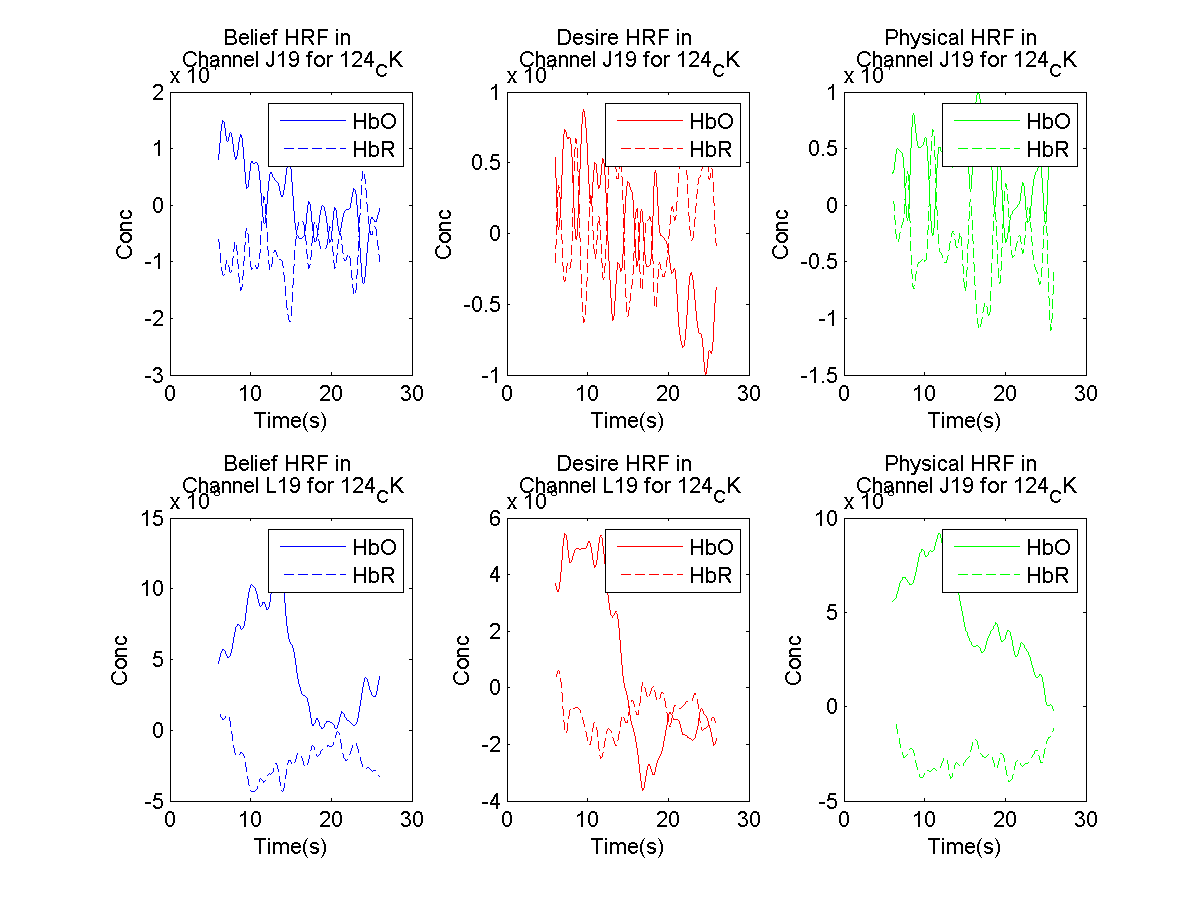 Belief HRF in
Channel J19 for 124CK
x 10
2
1
0
-1
-2
-3
0 10 20 30
Conc
Time(s)
HbO
HbR
Desire HRF in
Channel J19 for 124CK
1
0.5
0
-0.5
-1
0 10 20 30
Conc
Time(s)
HbO
HbR
Physical HRF in
Channel J19 for 124CK
x 10
1
0.5
0
-0.5
-1
-1.5
0 10 20 30
Conc
Time(s)
HbO
HbR
Belief HRF in
Channel L19 for 124CK
x 10
15
10
5
0
-5
0 10 20 30
Conc
Time(s)
HbO
HbR
Desire HRF in
Channel L19 for 124CK
x 10
6
4
2
0
-2
-4
0 10 20 30
Conc
Time(s)
HbO
HbR
Physical HRF in
Channel J19 for 124CK
x 10
10
5
0
-5
0 10 20 30
Conc
Time(s)
HbO
HbR